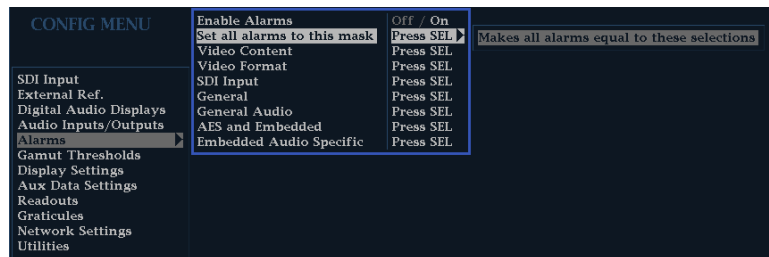 CONFIG MENU
SDI Input
External Ref.
Digital Audio Displays
Audio Inputs/Outputs
Alarms
Gamut Thresholds
Display Settings
Aux Data Settings
Readouts
Graticules
Network Settings
Utilities
Enable Alarms Off / On
Set all alarms to this mask Press SEL
Video Content Press SEL
Video Format Press SEL
SDI Input Press SEL
General Press SEL
General Audio Press SEL
AES and Embedded Press SEL
Embedded Audio Specific Press SEL
Makes all alarms equal to these selections